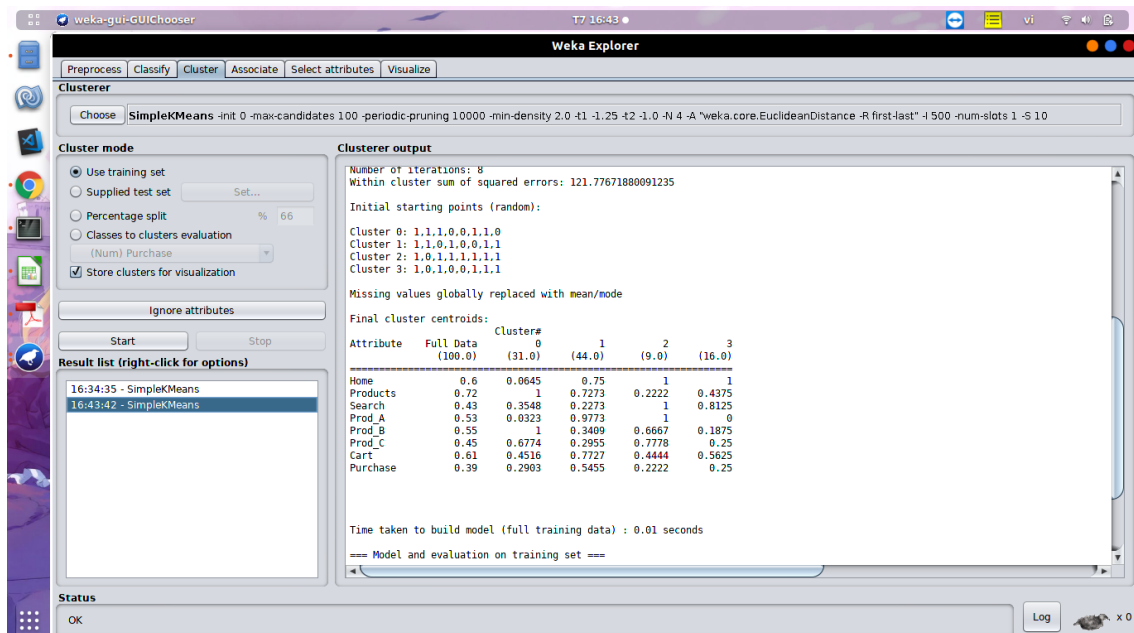 weka-gui-GUIChooser T7 16:43 vi
Weka Explorer
Preprocess Classify Cluster Associate Select attributes Visualize
Clusterer
Choose SimpleKMeans -init 0 -max-candidates 100 -periodic-pruning 10000 -min-density 2.0 -t1 -1.25 -t2 -1.0 -N 4 -A "weka.core.EuclideanDistance -R first-last" -I 500 -num-slots 1 -S 10
Cluster mode
Use training set
Supplied test set Set...
Percentage split % 66
Classes to clusters evaluation
(Num) Purchase
Store clusters for visualization
Ignore attributes
Start Stop
Result list (right-click for options)
16:34:35 - SimpleKMeans
16:43:42 - SimpleKMeans
Clusterer output
Number of iterations: 8
Within cluster sum of squared errors: 121.77671880091235
Initial starting points (random):
Cluster 0: 1,1,1,0,0,1,1,0
Cluster 1: 1,1,0,1,0,0,1,1
Cluster 2: 1,0,1,1,1,1,1,1
Cluster 3: 1,0,1,0,0,1,1,1
Missing values globally replaced with mean/mode
Final cluster centroids:
Cluster#
Attribute Full Data 0 1 2 3
(100.0) (31.0) (44.0) (9.0) (16.0)
==================================================================
Home 0.6 0.0645 0.75 1 1
Products 0.72 1 0.7273 0.2222 0.4375
Search 0.43 0.3548 0.2273 1 0.8125
Prod_A 0.53 0.0323 0.9773 1 0
Prod_B 0.55 1 0.3409 0.6667 0.1875
Prod_C 0.45 0.6774 0.2955 0.7778 0.25
Cart 0.61 0.4516 0.7727 0.4444 0.5625
Purchase 0.39 0.2903 0.5455 0.2222 0.25
Time taken to build model (full training data) : 0.01 seconds
=== Model and evaluation on training set ===
Status
OK
Log x 0